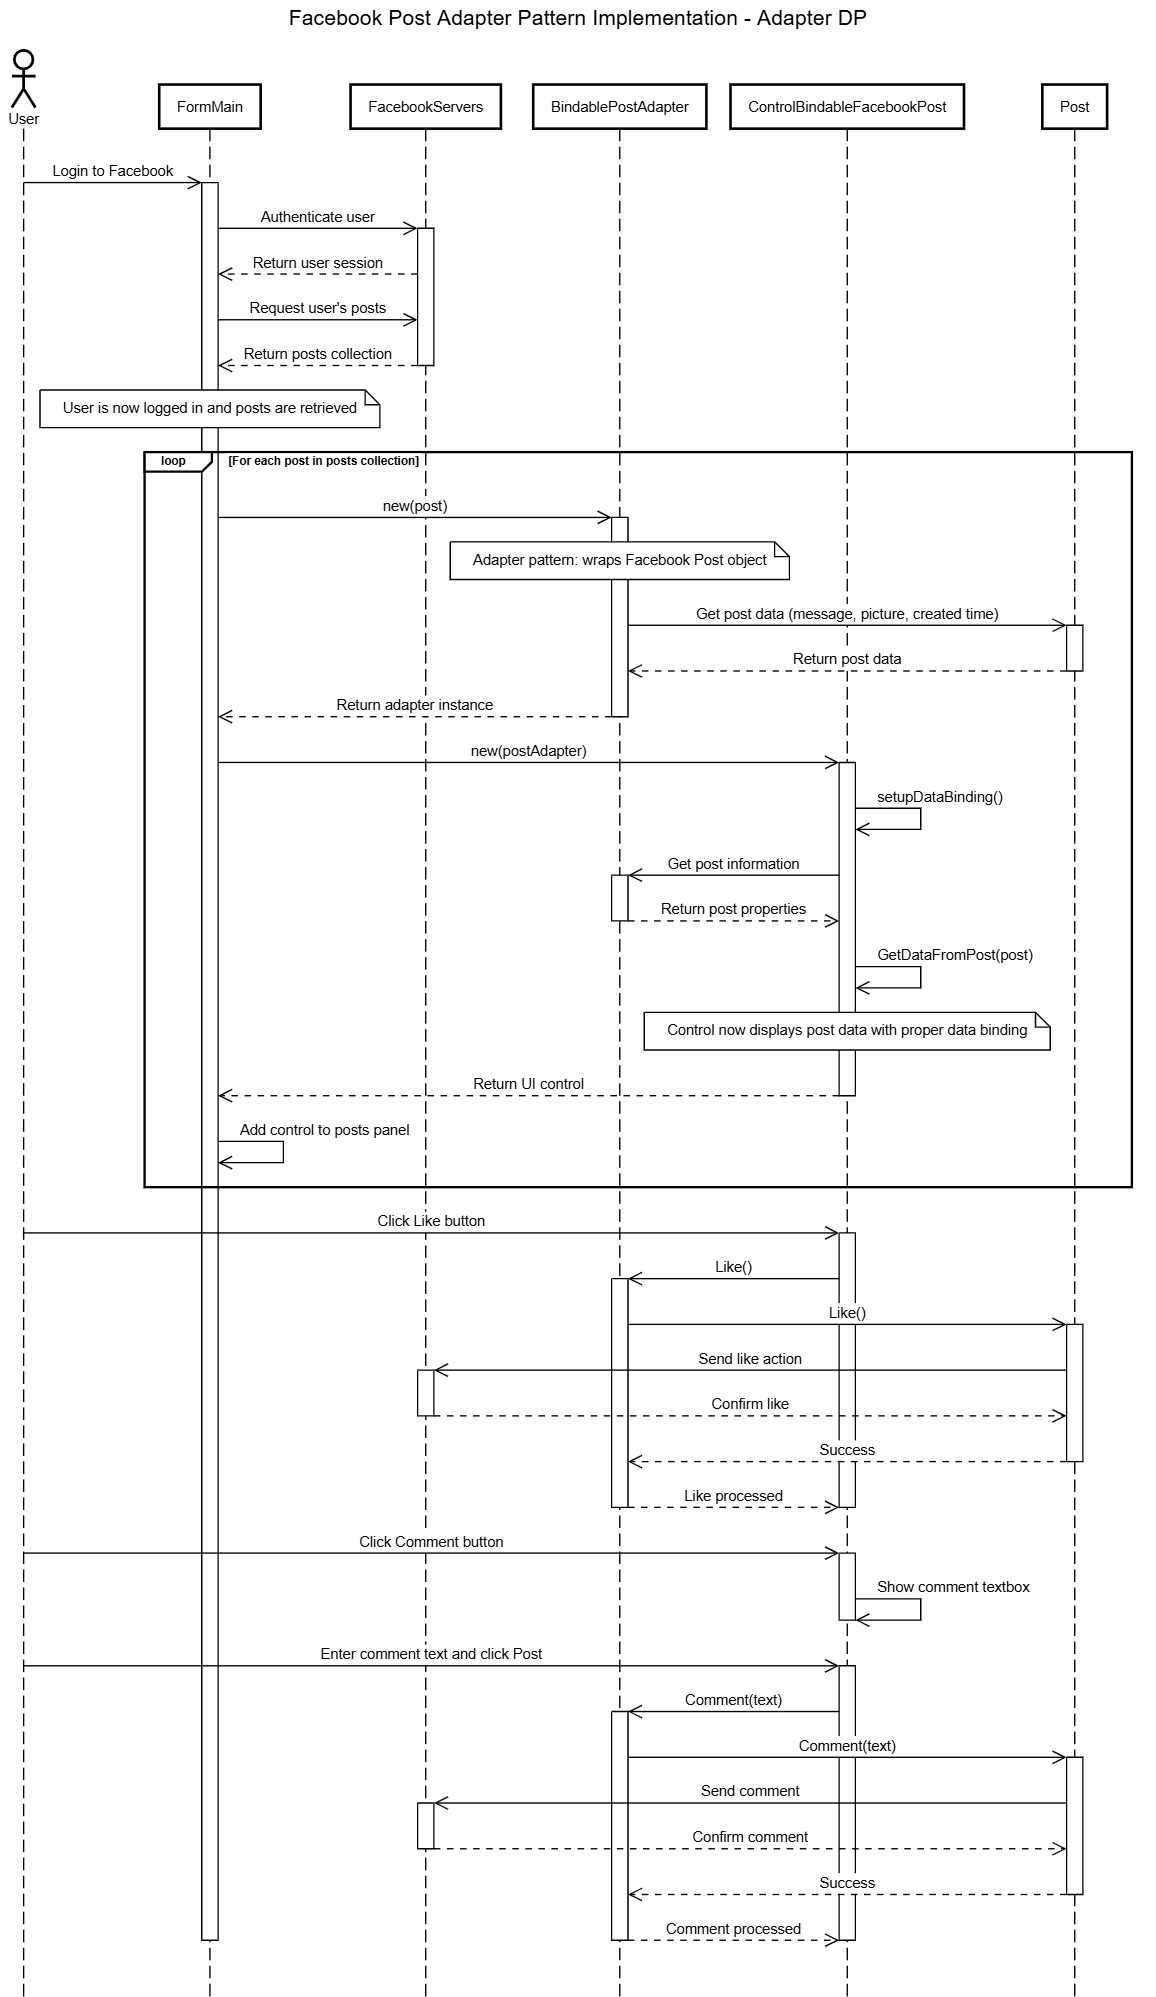 Facebook Post Adapter Pattern Implementation - Adapter DP
User
FormMain
FacebookServers
BindablePostAdapter
ControlBindableFacebookPost
Post
Login to Facebook
Authenticate user
Return user session
Request user's posts
Return posts collection
User is now logged in and posts are retrieved
loop
[For each post in posts collection]
new(post)
Adapter pattern: wraps Facebook Post object
Get post data (message, picture, created time)
Return post data
Return adapter instance
new(postAdapter)
setupDataBinding()
Get post information
Return post properties
GetDataFromPost(post)
Control now displays post data with proper data binding
Return UI control
Add control to posts panel
Click Like button
Like()
Like()
Send like action
Confirm like
Success
Like processed
Click Comment button
Show comment textbox
Enter comment text and click Post
Comment(text)
Comment(text)
Send comment
Confirm comment
Success
Comment processed